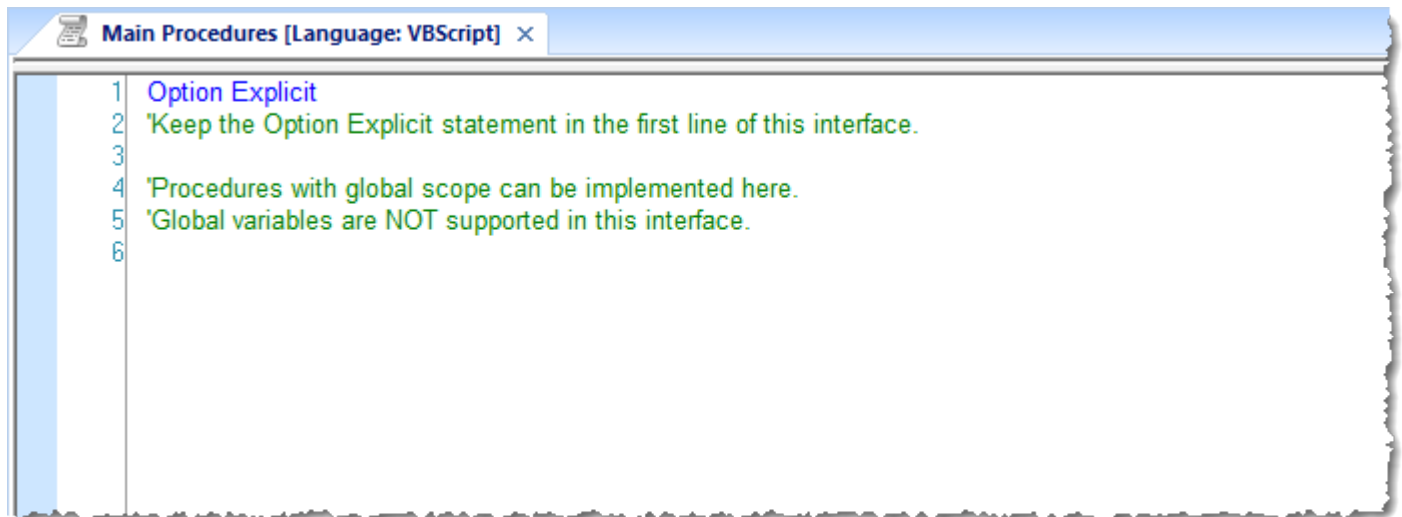 Main Procedures [Language: VBScript] ×
1 Option Explicit
2 'Keep the Option Explicit statement in the first line of this interface.
3
4 'Procedures with global scope can be implemented here.
5 'Global variables are NOT supported in this interface.
6